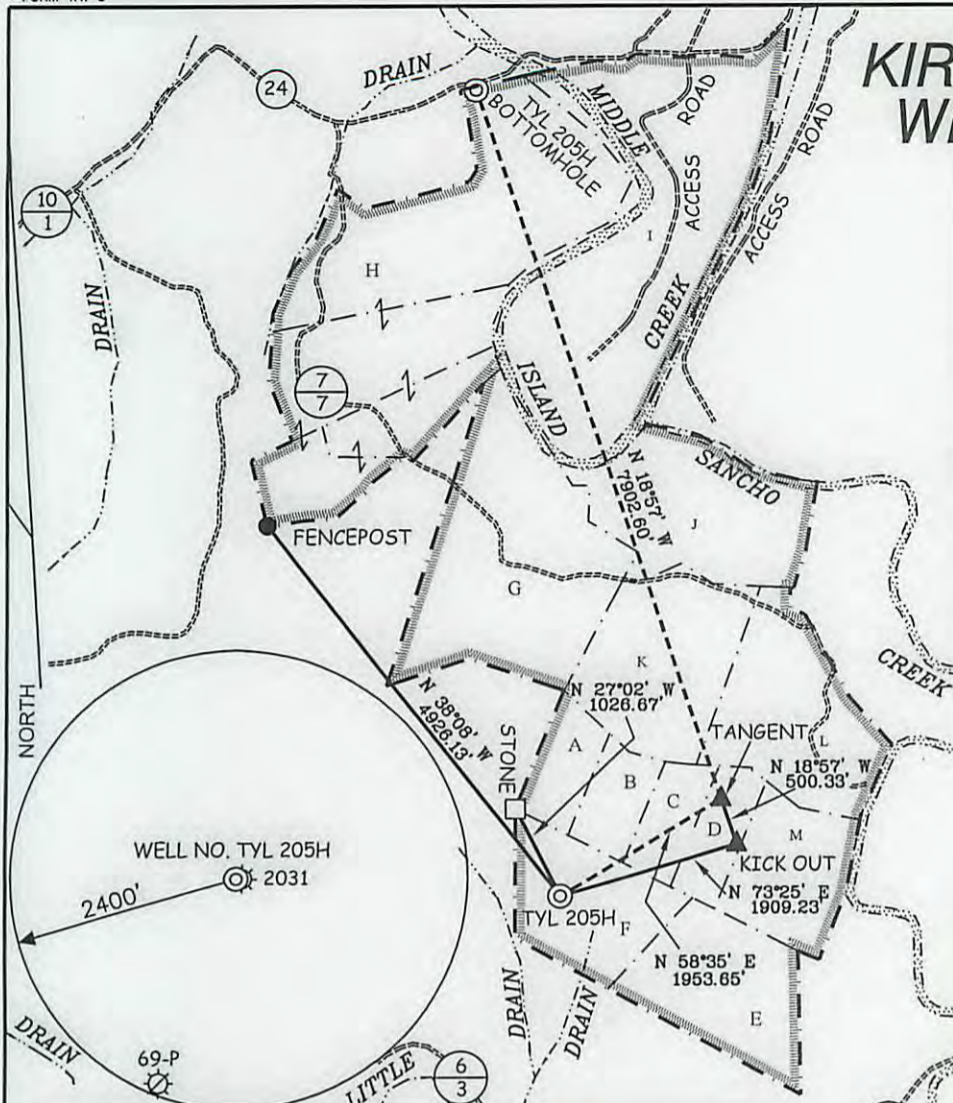 DRAIN
KIR
WE
24
MIDDLE
ROAD
TYL 205H
BOTTOMHOLE
ACCESS
ROAD
10
1
ACCESS
I
H
DRAIN
CREEK
7
7
ISLAND
SANCHO
N 18°57' W
7902.60'
FENCEPOST
J
G
CREEK
NORTH
K
N 38°08' W
4926.13'
N 27°02' W
1026.67'
STONE
TANGENT
A
L
N 18°57' W
500.33'
B
C
D
M
WELL NO. TYL 205H
2031
KICK OUT
2400'
N 73°25' E
1909.23'
TYL 205H
F
N 58°35' E
1953.65'
DRAIN
DRAIN
E
DRAIN
69-P
LITTLE
6
3